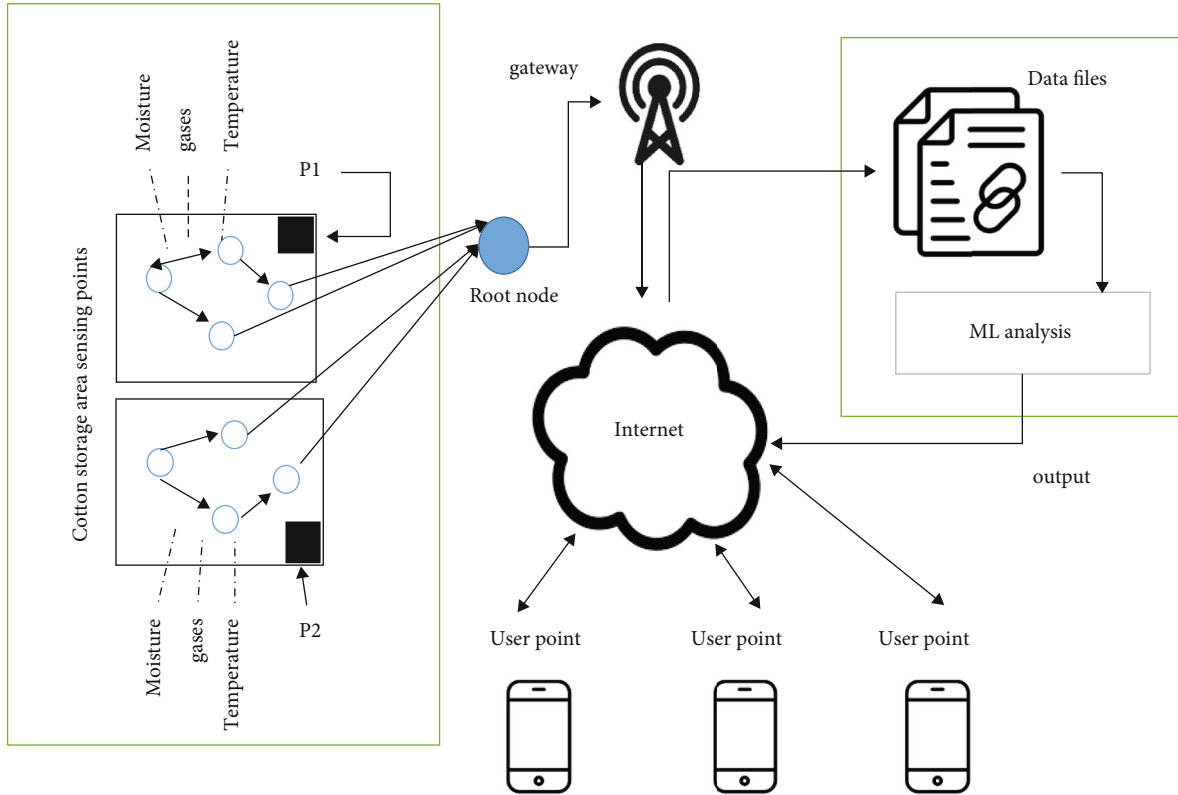 Cotton storage area sensing points
Moisture
gases
Temperature
P1
Moisture
gases
Temperature
P2
Root node
gateway
Internet
Data files
ML analysis
output
User point
User point
User point